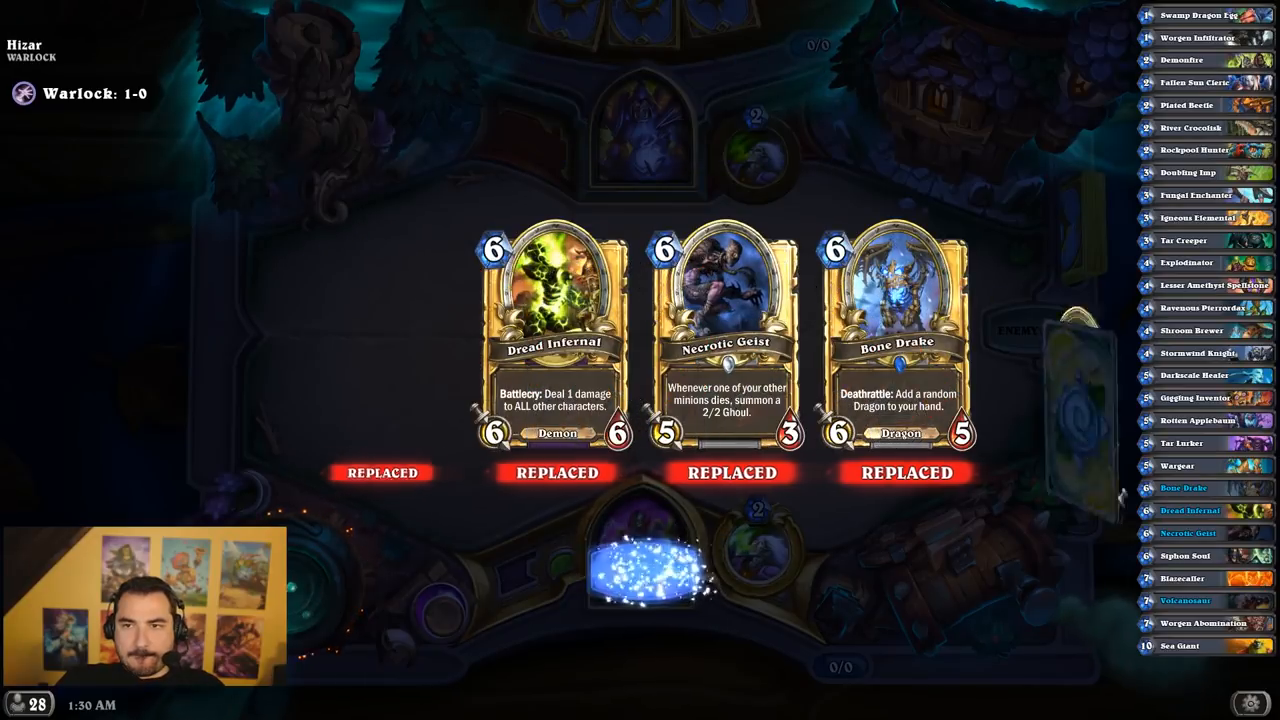 Hizar
WARLOCK
Warlock: 1-0
0/0
2
6
Dread Infernal
Battlecry: Deal 1 damage
to ALL other characters.
6
Demon
6
6
Necrotic Geist
Whenever one of your other
minions dies, summon a
2/2 Ghoul.
5
3
6
Bone Drake
Deathrattle: Add a random
Dragon to your hand.
6
Dragon
5
ENEMY
REPLACED
REPLACED
REPLACED
REPLACED
2
0/0
28
1:30 AM
1 Swamp Dragon Egg
1 Worgen Infiltrator
2 Demonfire
2 Fallen Sun Cleric
2 Plated Beetle
2 River Crocolisk
2 Rockpool Hunter
3 Doubling Imp
3 Fungal Enchanter
3 Igneous Elemental
3 Tar Creeper
4 Explodinator
4 Lesser Amethyst Spellstone
4 Ravenous Pterrordax
4 Shroom Brewer
4 Stormwind Knight
5 Darkscale Healer
5 Giggling Inventor
5 Rotten Applebaum
5 Tar Lurker
5 Wargear
6 Bone Drake
6 Dread Infernal
6 Necrotic Geist
6 Siphon Soul
7 Blazecaller
7 Volcanosaur
7 Worgen Abomination
10 Sea Giant